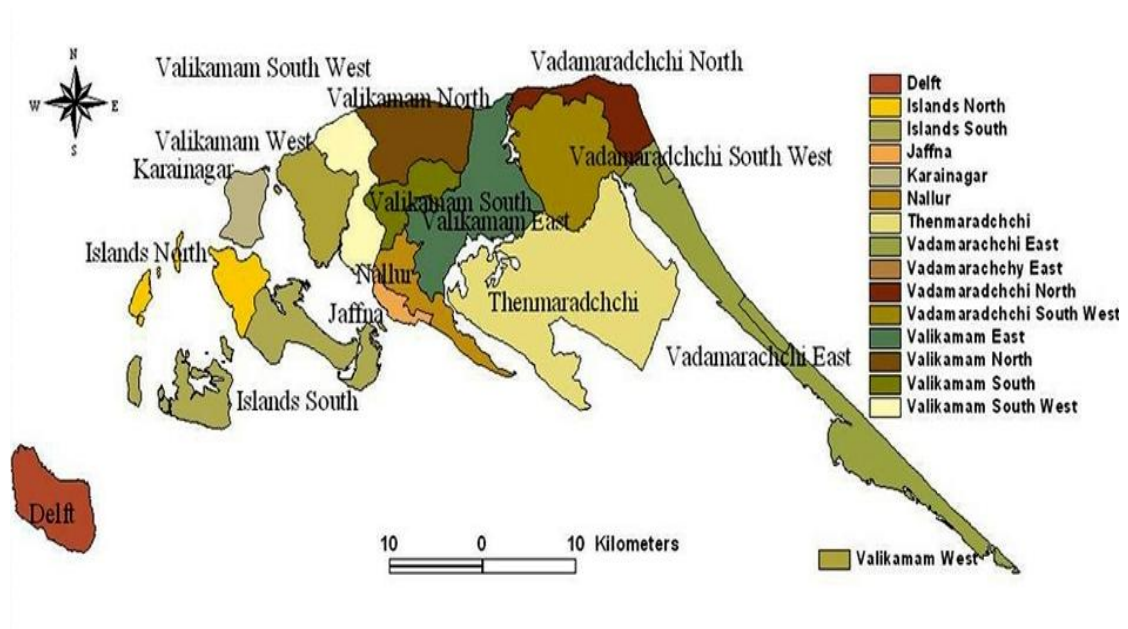 N
W E
S
Valikamam South West
Vadamaradchchi North
Valikamam North
Valikamam West
Karainagar
Vadamaradchchi South West
Valikamam South
Valikamam East
Islands North
Nallur
Thenmaradchchi
Jaffna
Vadamarachchi East
Islands South
Delft
10 0 10 Kilometers
Delft
Islands North
Islands South
Jaffna
Karainagar
Nallur
Thenmaradchchi
Vadamarachchi East
Vadamarachchy East
Vadamaradchchi North
Vadamaradchchi South West
Valikamam East
Valikamam North
Valikamam South
Valikamam South West
Valikamam West